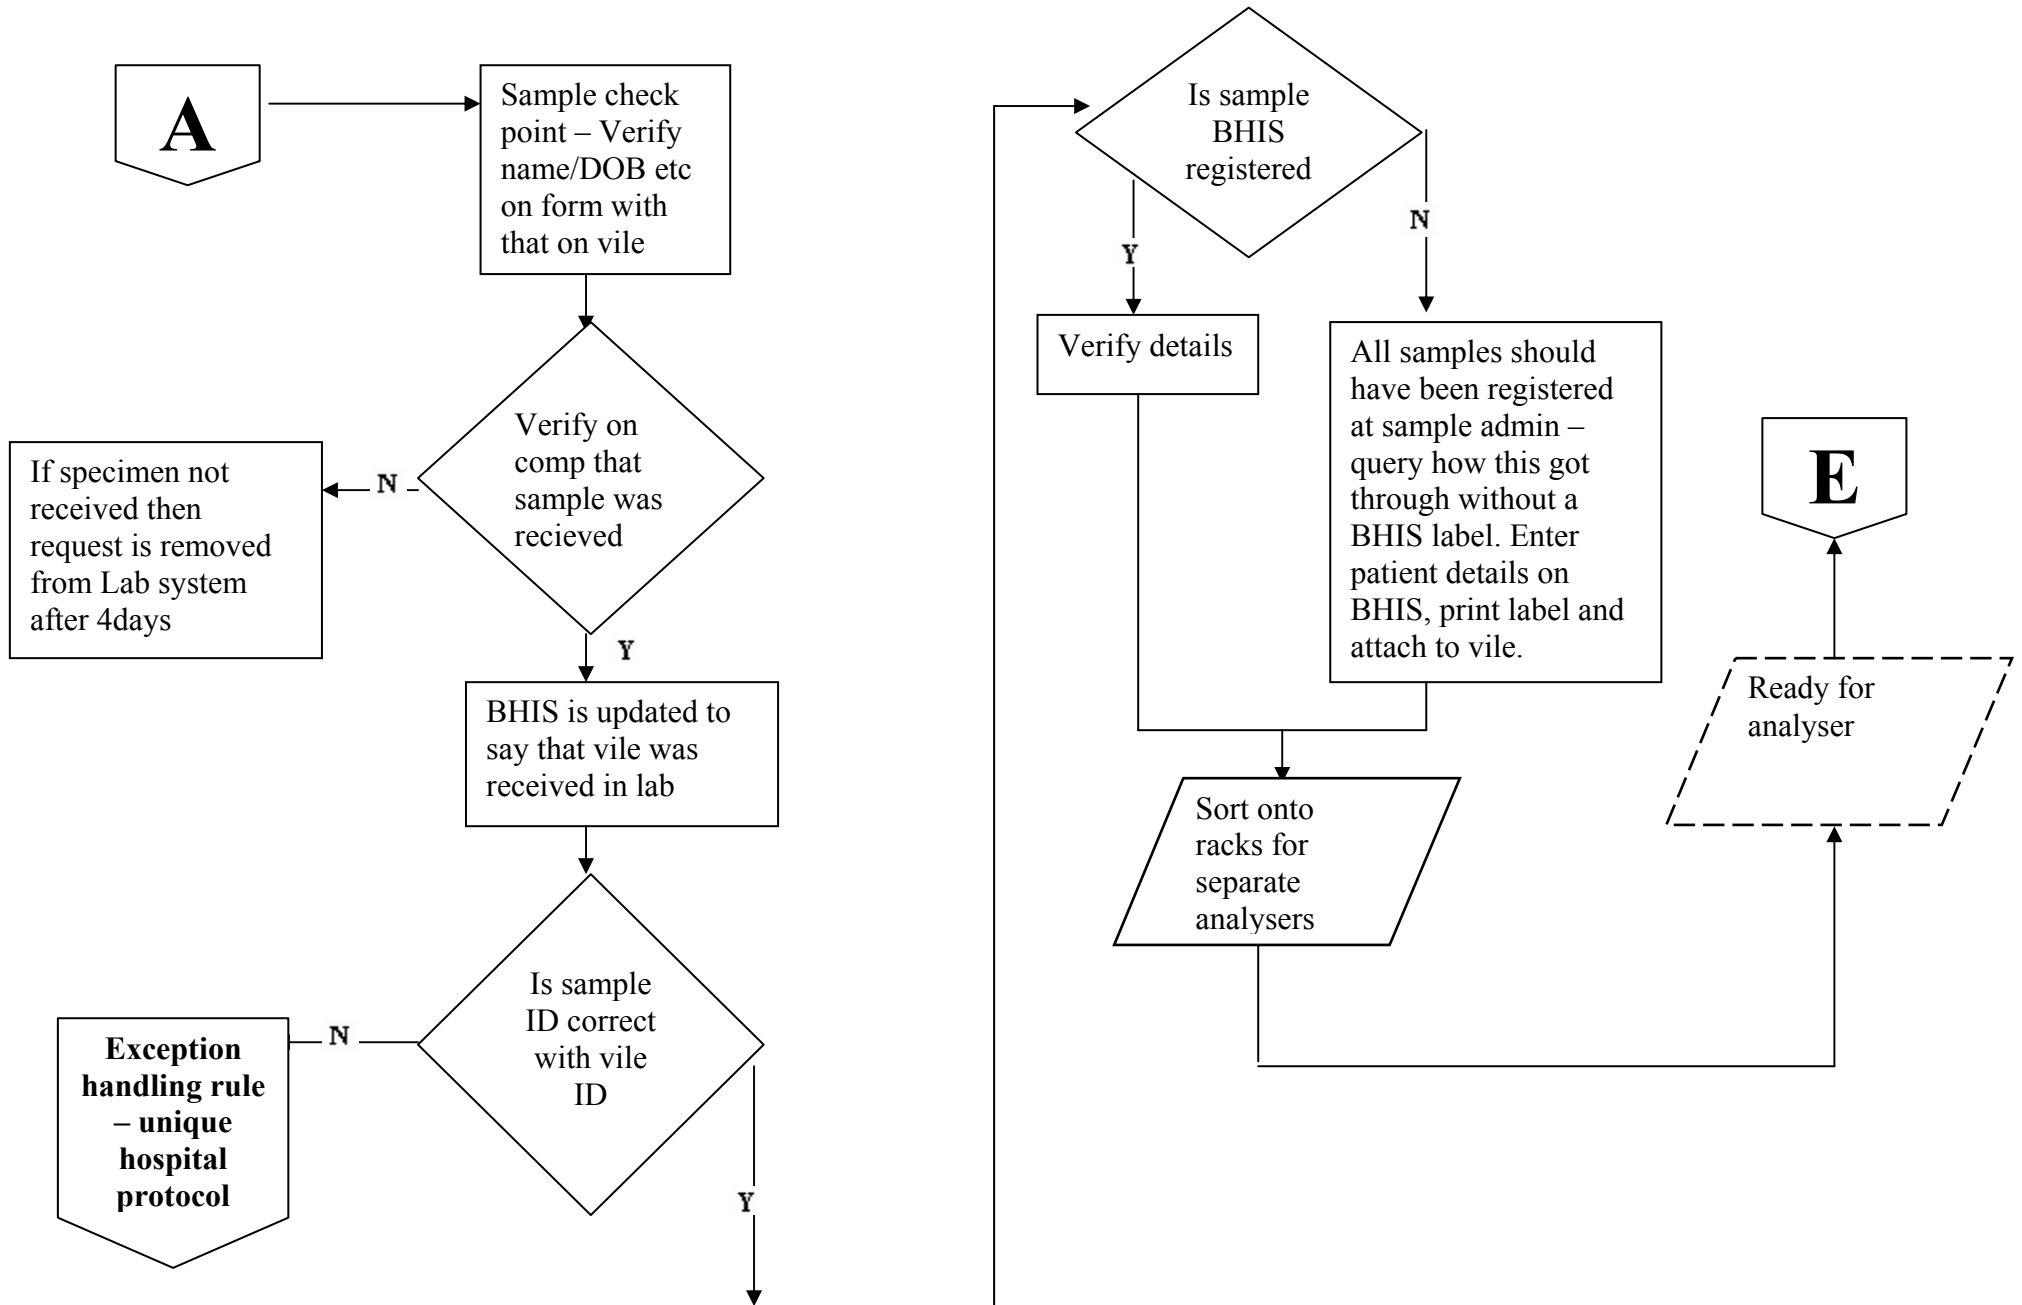 A
Sample check
point – Verify
name/DOB etc
on form with
that on vile
Verify on
comp that
sample was
recieved
N
If specimen not
received then
request is removed
from Lab system
after 4days
Y
BHIS is updated to
say that vile was
received in lab
Is sample
ID correct
with vile
ID
N
Exception
handling rule
– unique
hospital
protocol
Y
Is sample
BHIS
registered
Y
N
Verify details
All samples should
have been registered
at sample admin –
query how this got
through without a
BHIS label. Enter
patient details on
BHIS, print label and
attach to vile.
Sort onto
racks for
separate
analysers
Ready for
analyser
E